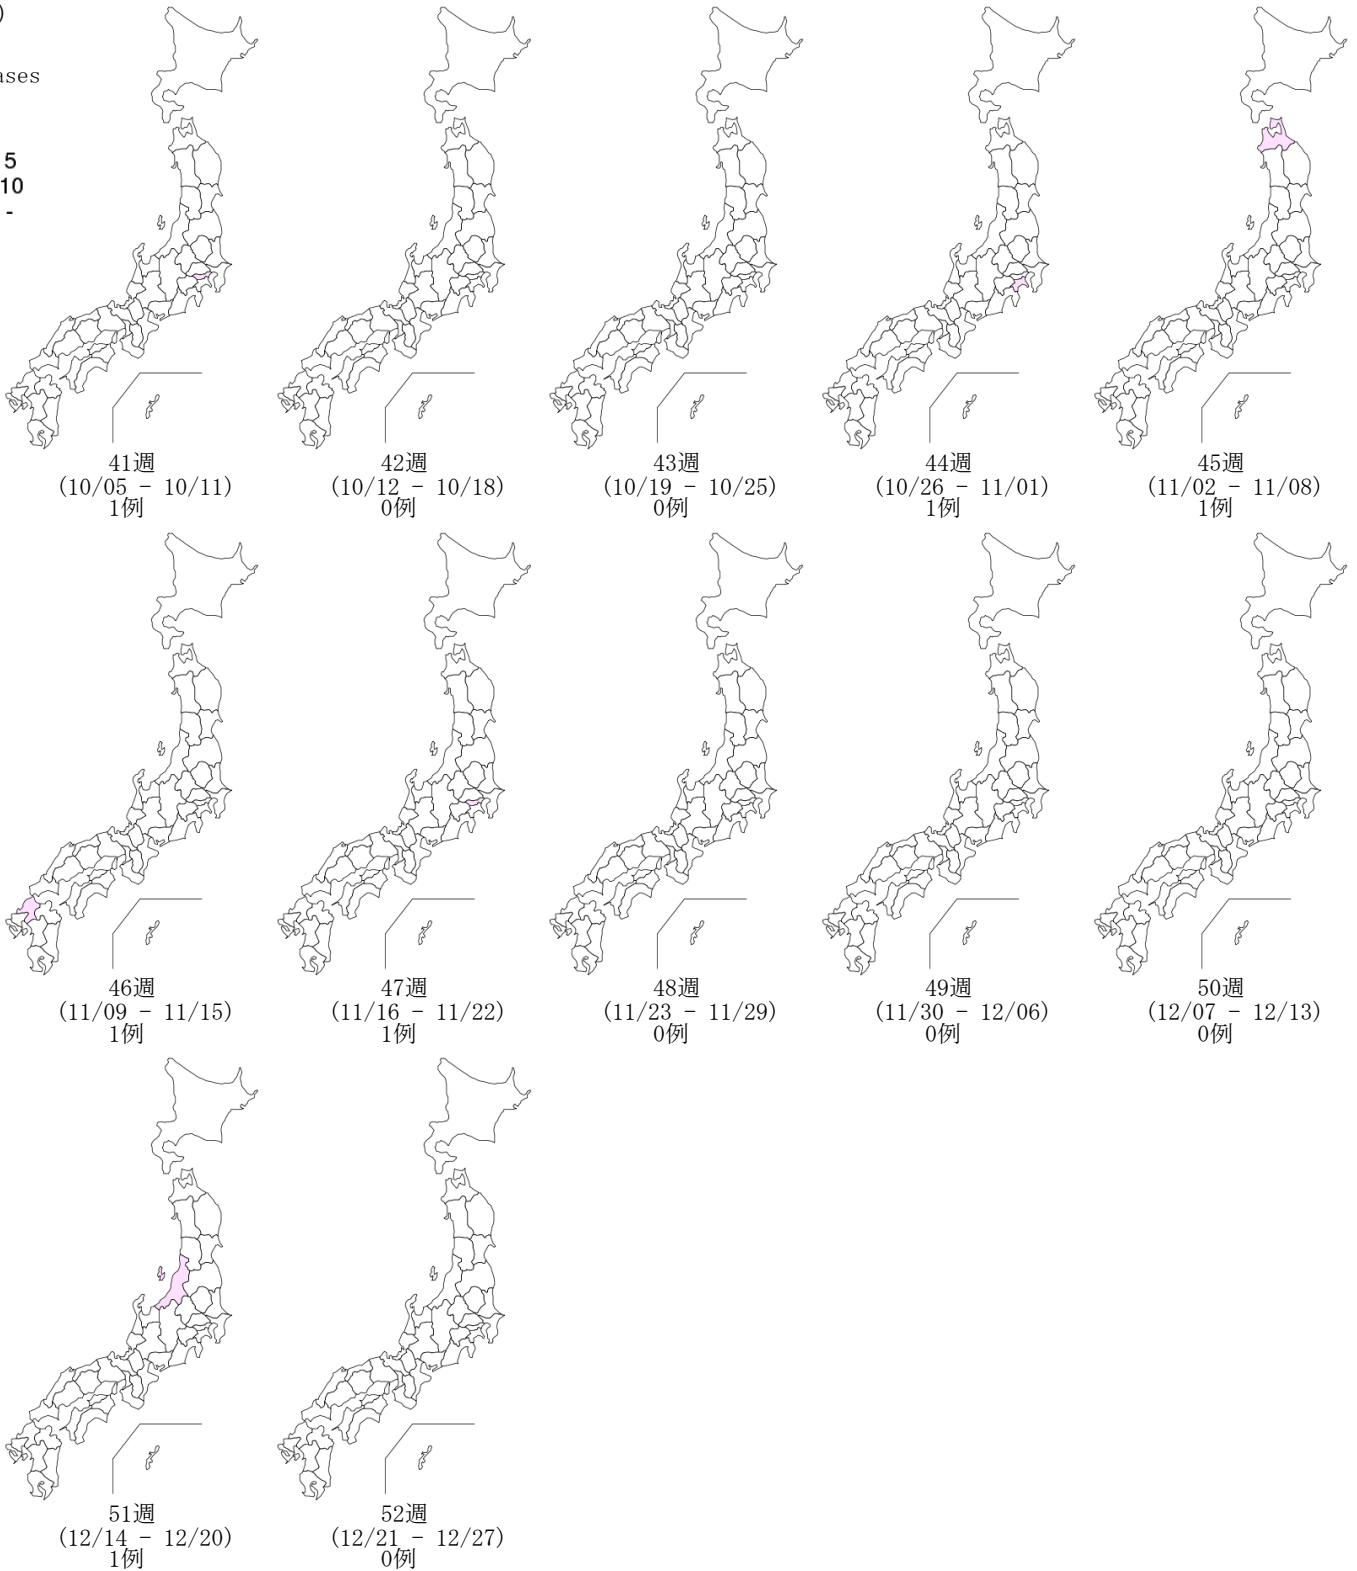 )
ases
5
10
-
41週
(10/05 - 10/11)
1例
42週
(10/12 - 10/18)
0例
43週
(10/19 - 10/25)
0例
44週
(10/26 - 11/01)
1例
45週
(11/02 - 11/08)
1例
46週
(11/09 - 11/15)
1例
47週
(11/16 - 11/22)
1例
48週
(11/23 - 11/29)
0例
49週
(11/30 - 12/06)
0例
50週
(12/07 - 12/13)
0例
51週
(12/14 - 12/20)
1例
52週
(12/21 - 12/27)
0例